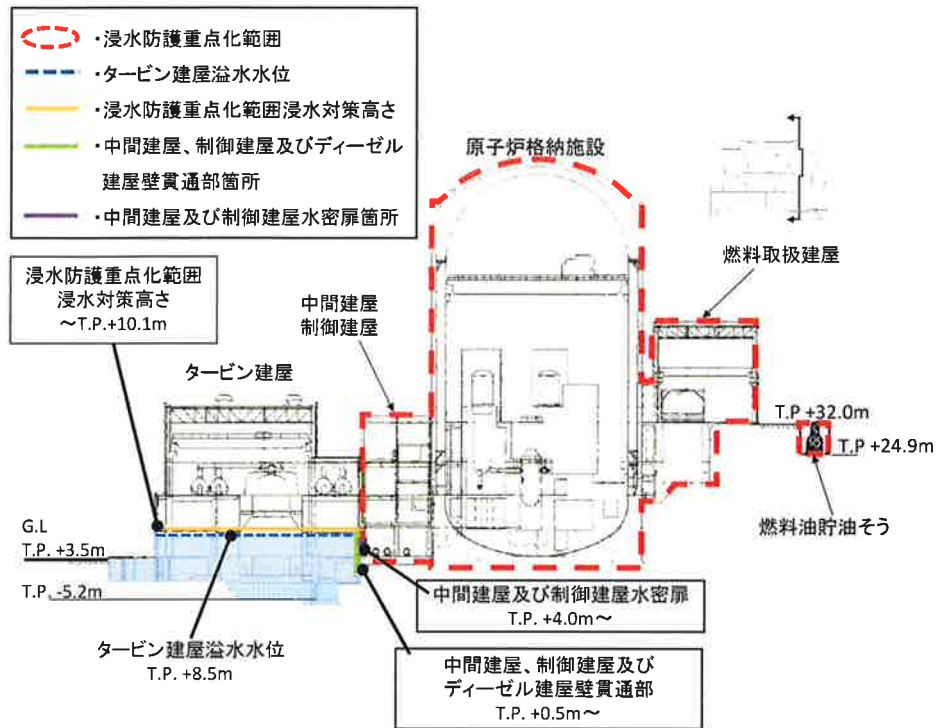 ・浸水防護重点化範囲
・タービン建屋溢水水位
・浸水防護重点化範囲浸水対策高さ
・中間建屋、制御建屋及びディーゼル
建屋壁貫通部箇所
・中間建屋及び制御建屋水密扉箇所
原子炉格納施設
燃料取扱建屋
浸水防護重点化範囲
浸水対策高さ
～T.P.+10.1m
中間建屋
制御建屋
タービン建屋
T.P +32.0m
T.P +24.9m
燃料油貯油そう
G.L
T.P. +3.5m
T.P. -5.2m
中間建屋及び制御建屋水密扉
T.P. +4.0m～
タービン建屋溢水水位
T.P. +8.5m
中間建屋、制御建屋及び
ディーゼル建屋壁貫通部
T.P. +0.5m～